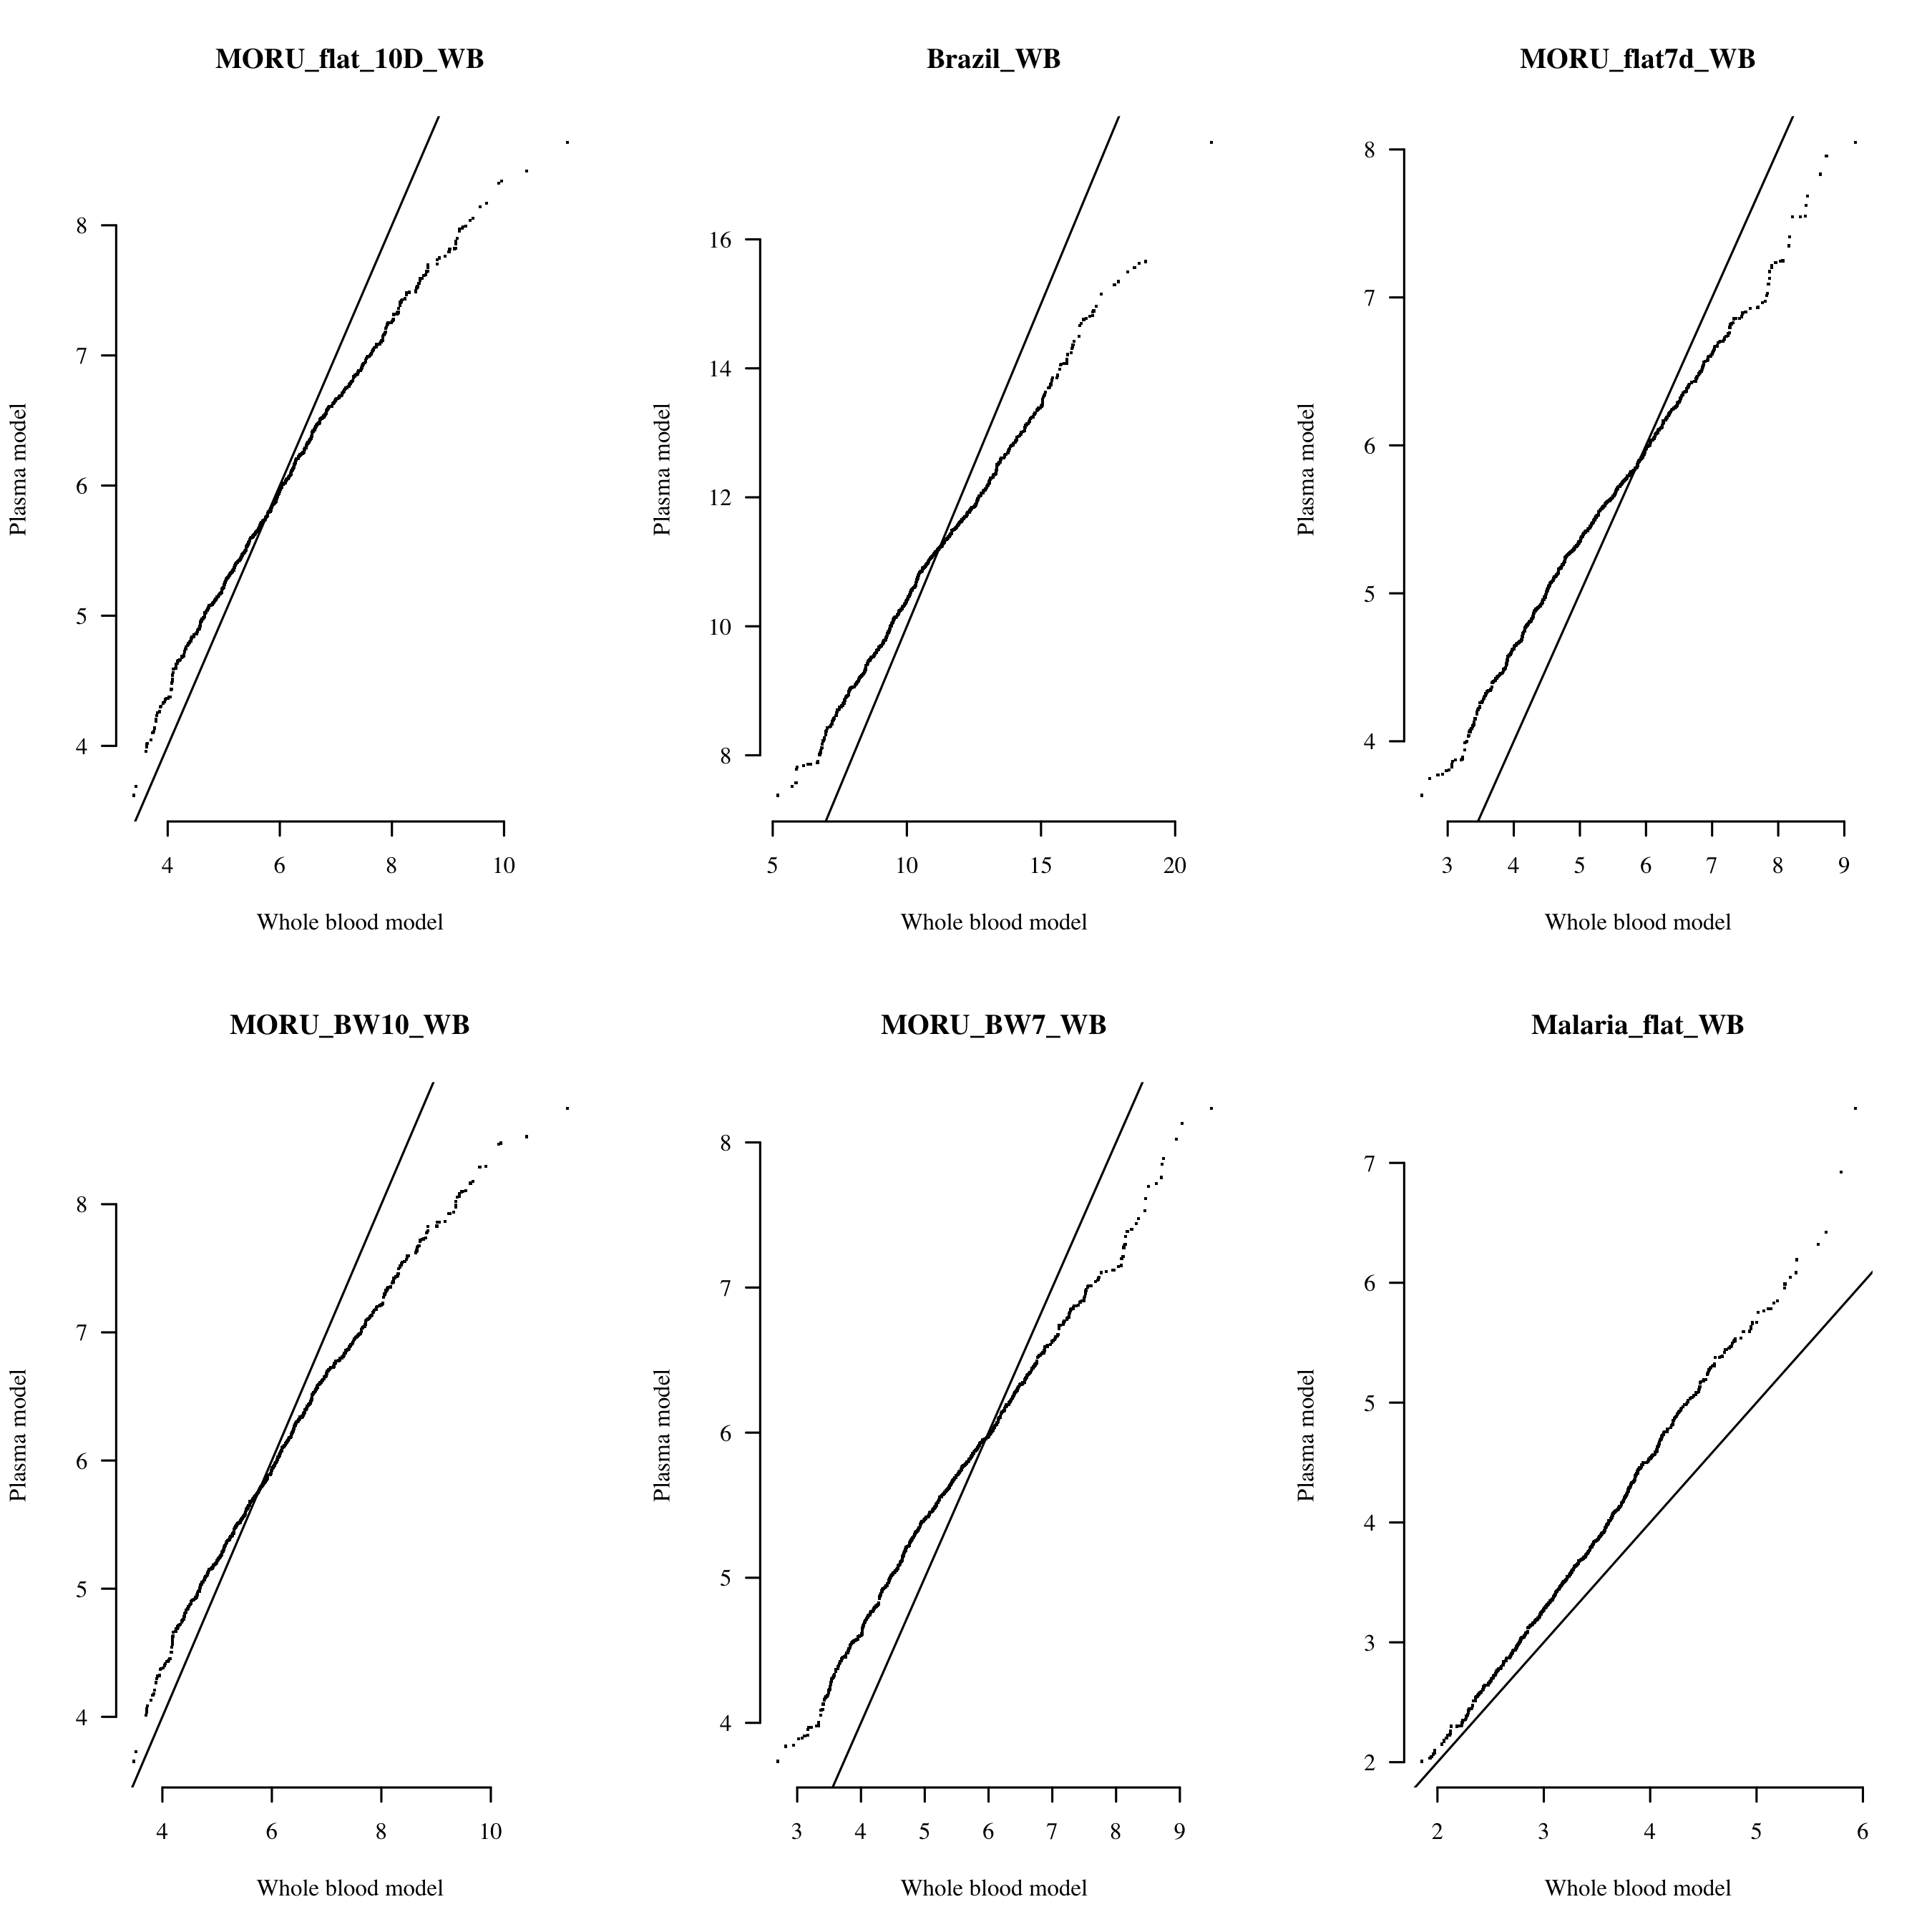 MORU_flat_10D_WB
Plasma model
8
7
6
5
4
4 6 8 10
Whole blood model
Brazil_WB
Plasma model
16
14
12
10
8
5 10 15 20
Whole blood model
MORU_flat7d_WB
Plasma model
8
7
6
5
4
3 4 5 6 7 8 9
Whole blood model
MORU_BW10_WB
Plasma model
8
7
6
5
4
4 6 8 10
Whole blood model
MORU_BW7_WB
Plasma model
8
7
6
5
4
3 4 5 6 7 8 9
Whole blood model
Malaria_flat_WB
Plasma model
7
6
5
4
3
2
2 3 4 5 6
Whole blood model